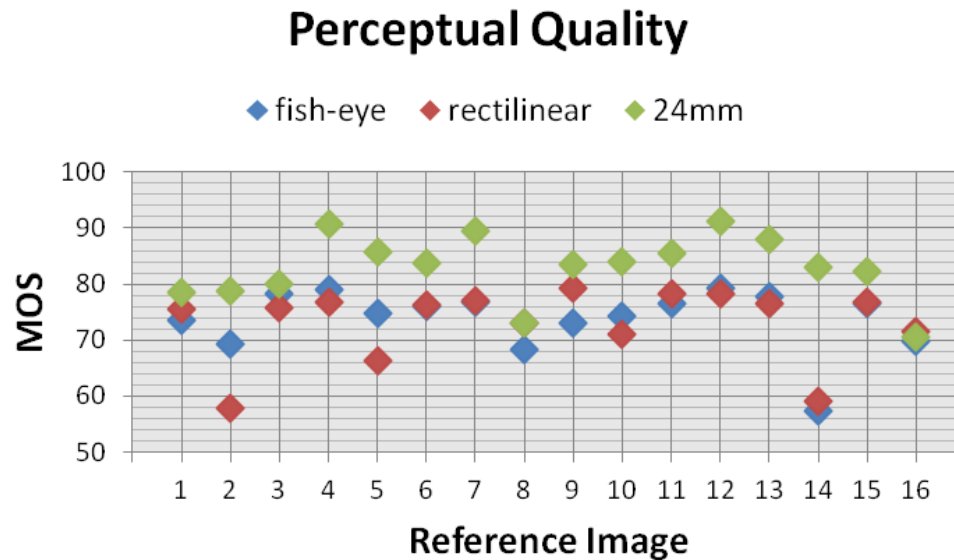 Perceptual Quality
fish-eye rectilinear 24mm
100
90
80
70
60
50
MOS
1 2 3 4 5 6 7 8 9 10 11 12 13 14 15 16
Reference Image